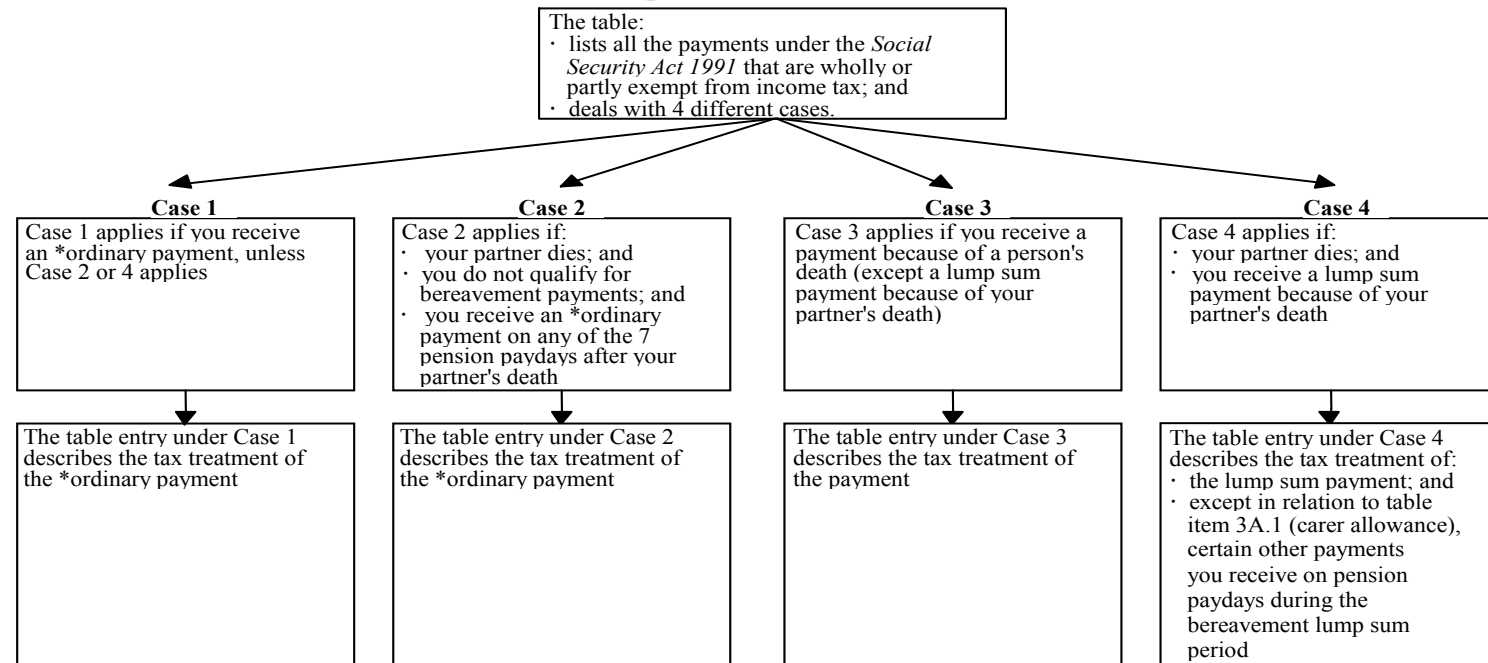 The table:
· lists all the payments under the Social
Security Act 1991 that are wholly or
partly exempt from income tax; and
· deals with 4 different cases.
Case 1
Case 1 applies if you receive
an *ordinary payment, unless
Case 2 or 4 applies
Case 2
Case 2 applies if:
· your partner dies; and
· you do not qualify for
bereavement payments; and
· you receive an *ordinary
payment on any of the 7
pension paydays after your
partner's death
Case 3
Case 3 applies if you receive a
payment because of a person's
death (except a lump sum
payment because of your
partner's death)
Case 4
Case 4 applies if:
· your partner dies; and
· you receive a lump sum
payment because of your
partner's death
The table entry under Case 1
describes the tax treatment of
the *ordinary payment
The table entry under Case 2
describes the tax treatment of
the *ordinary payment
The table entry under Case 3
describes the tax treatment of
the payment
The table entry under Case 4
describes the tax treatment of:
· the lump sum payment; and
· except in relation to table
item 3A.1 (carer allowance),
certain other payments
you receive on pension
paydays during the
bereavement lump sum
period